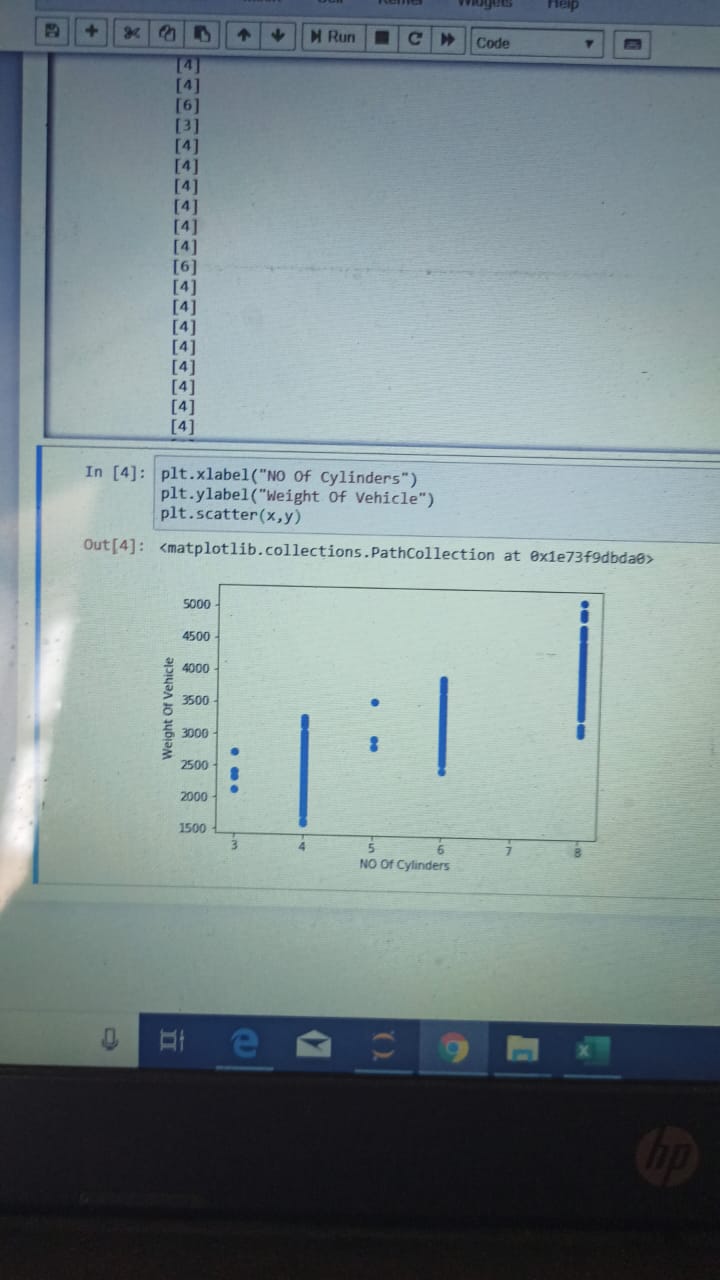 Widgets
Help
Run
Code
[4]
[4]
[6]
[3]
[4]
[4]
[4]
[4]
[4]
[4]
[6]
[4]
[4]
[4]
[4]
[4]
[4]
[4]
[4]
In [4]: plt.xlabel("NO Of Cylinders")
plt.ylabel("Weight Of Vehicle")
plt.scatter(x,y)
Out[4]: <matplotlib.collections.PathCollection at 0x1e73f9dbda0>
5000
4500
4000
3500
3000
2500
2000
1500
Weight Of Vehicle
3 4 5 6 7 8
NO Of Cylinders
hp